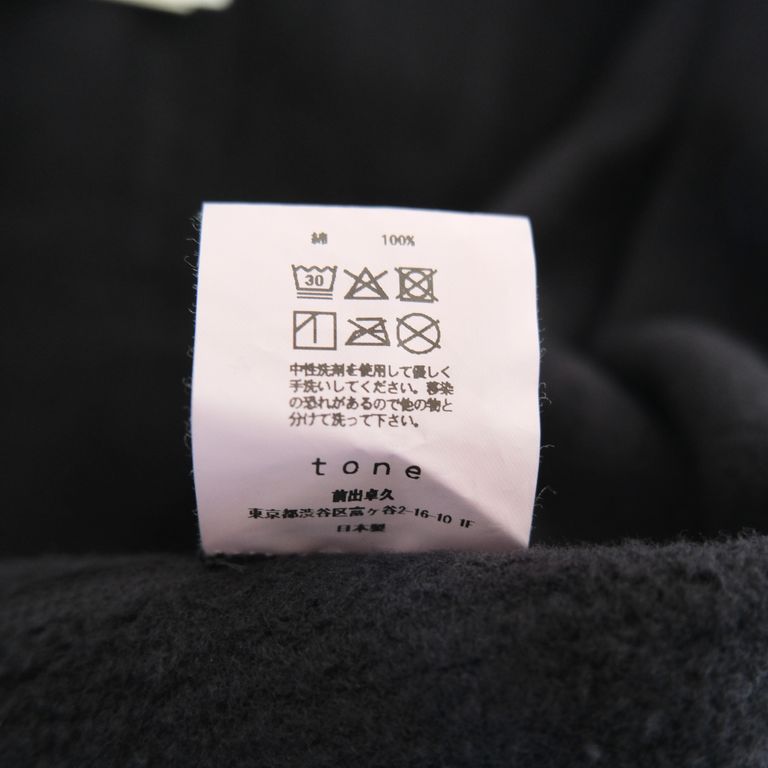 綿 100%
30
中性洗剤を使用して優しく
手洗いしてください。移染
の恐れがあるので他の物と
分けて洗って下さい。
tone
前出卓久
東京都渋谷区富ヶ谷2-16-10 1F
日本製